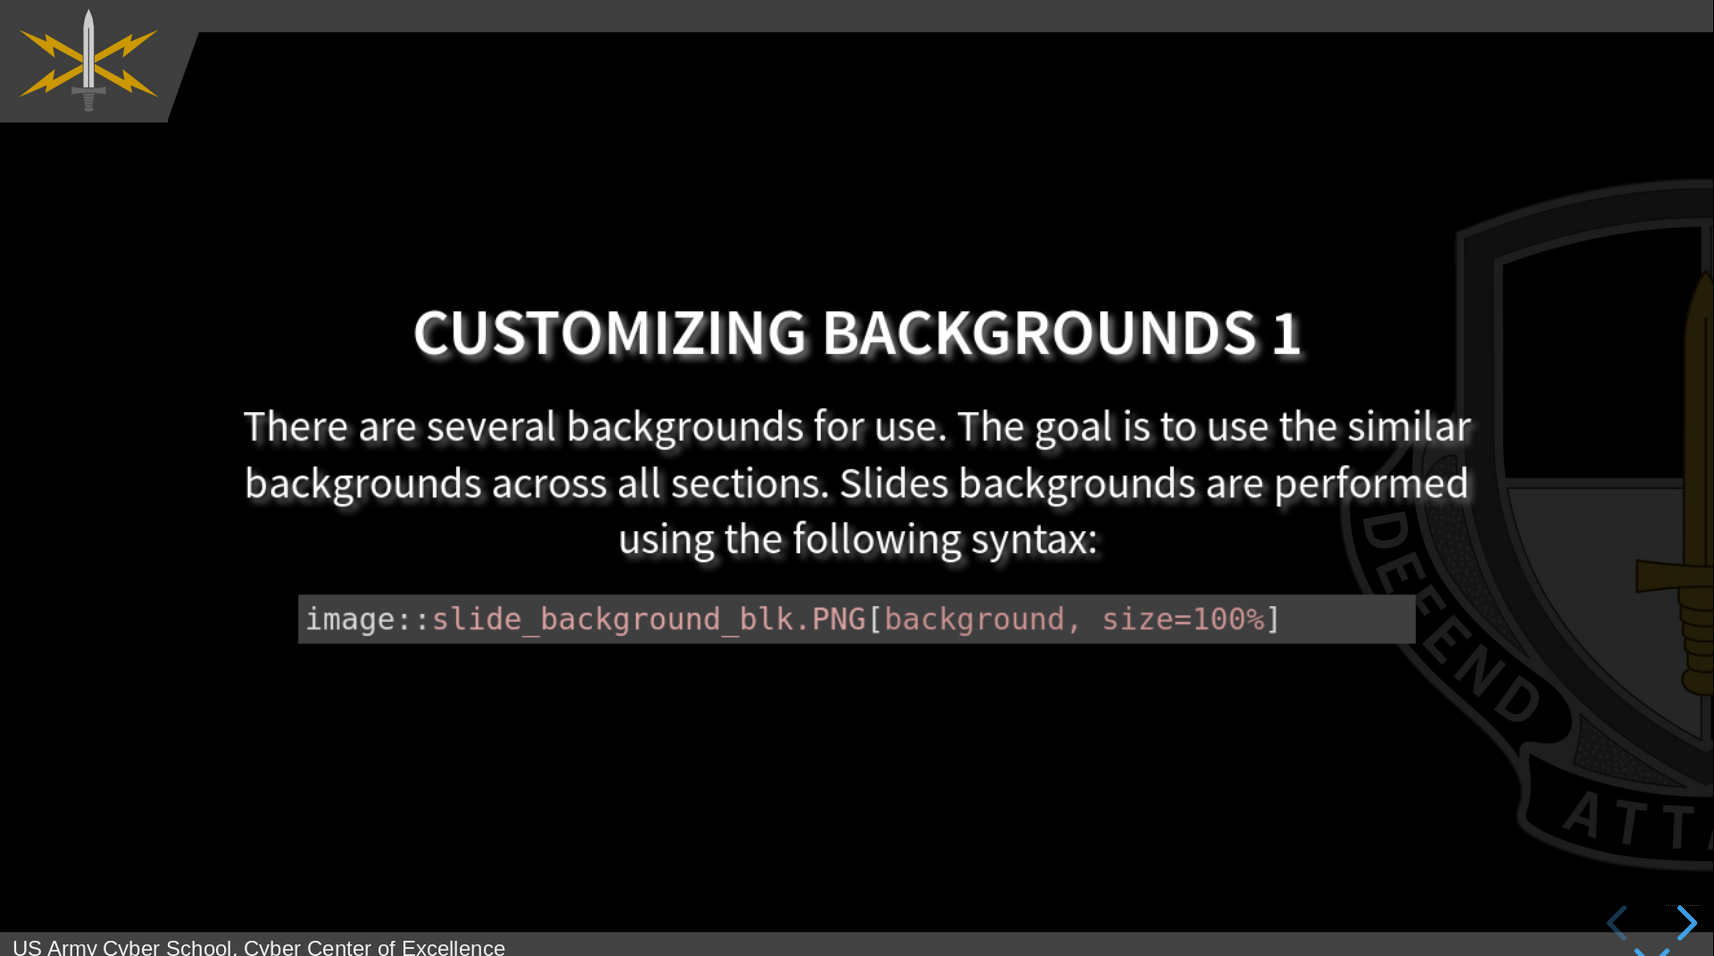 CUSTOMIZING BACKGROUNDS 1
There are several backgrounds for use. The goal is to use the similar
backgrounds across all sections. Slides backgrounds are performed
using the following syntax:
image::slide_background_blk.PNG[background, size=100%]
DEFEND
US Army Cyber School, Cyber Center of Excellence